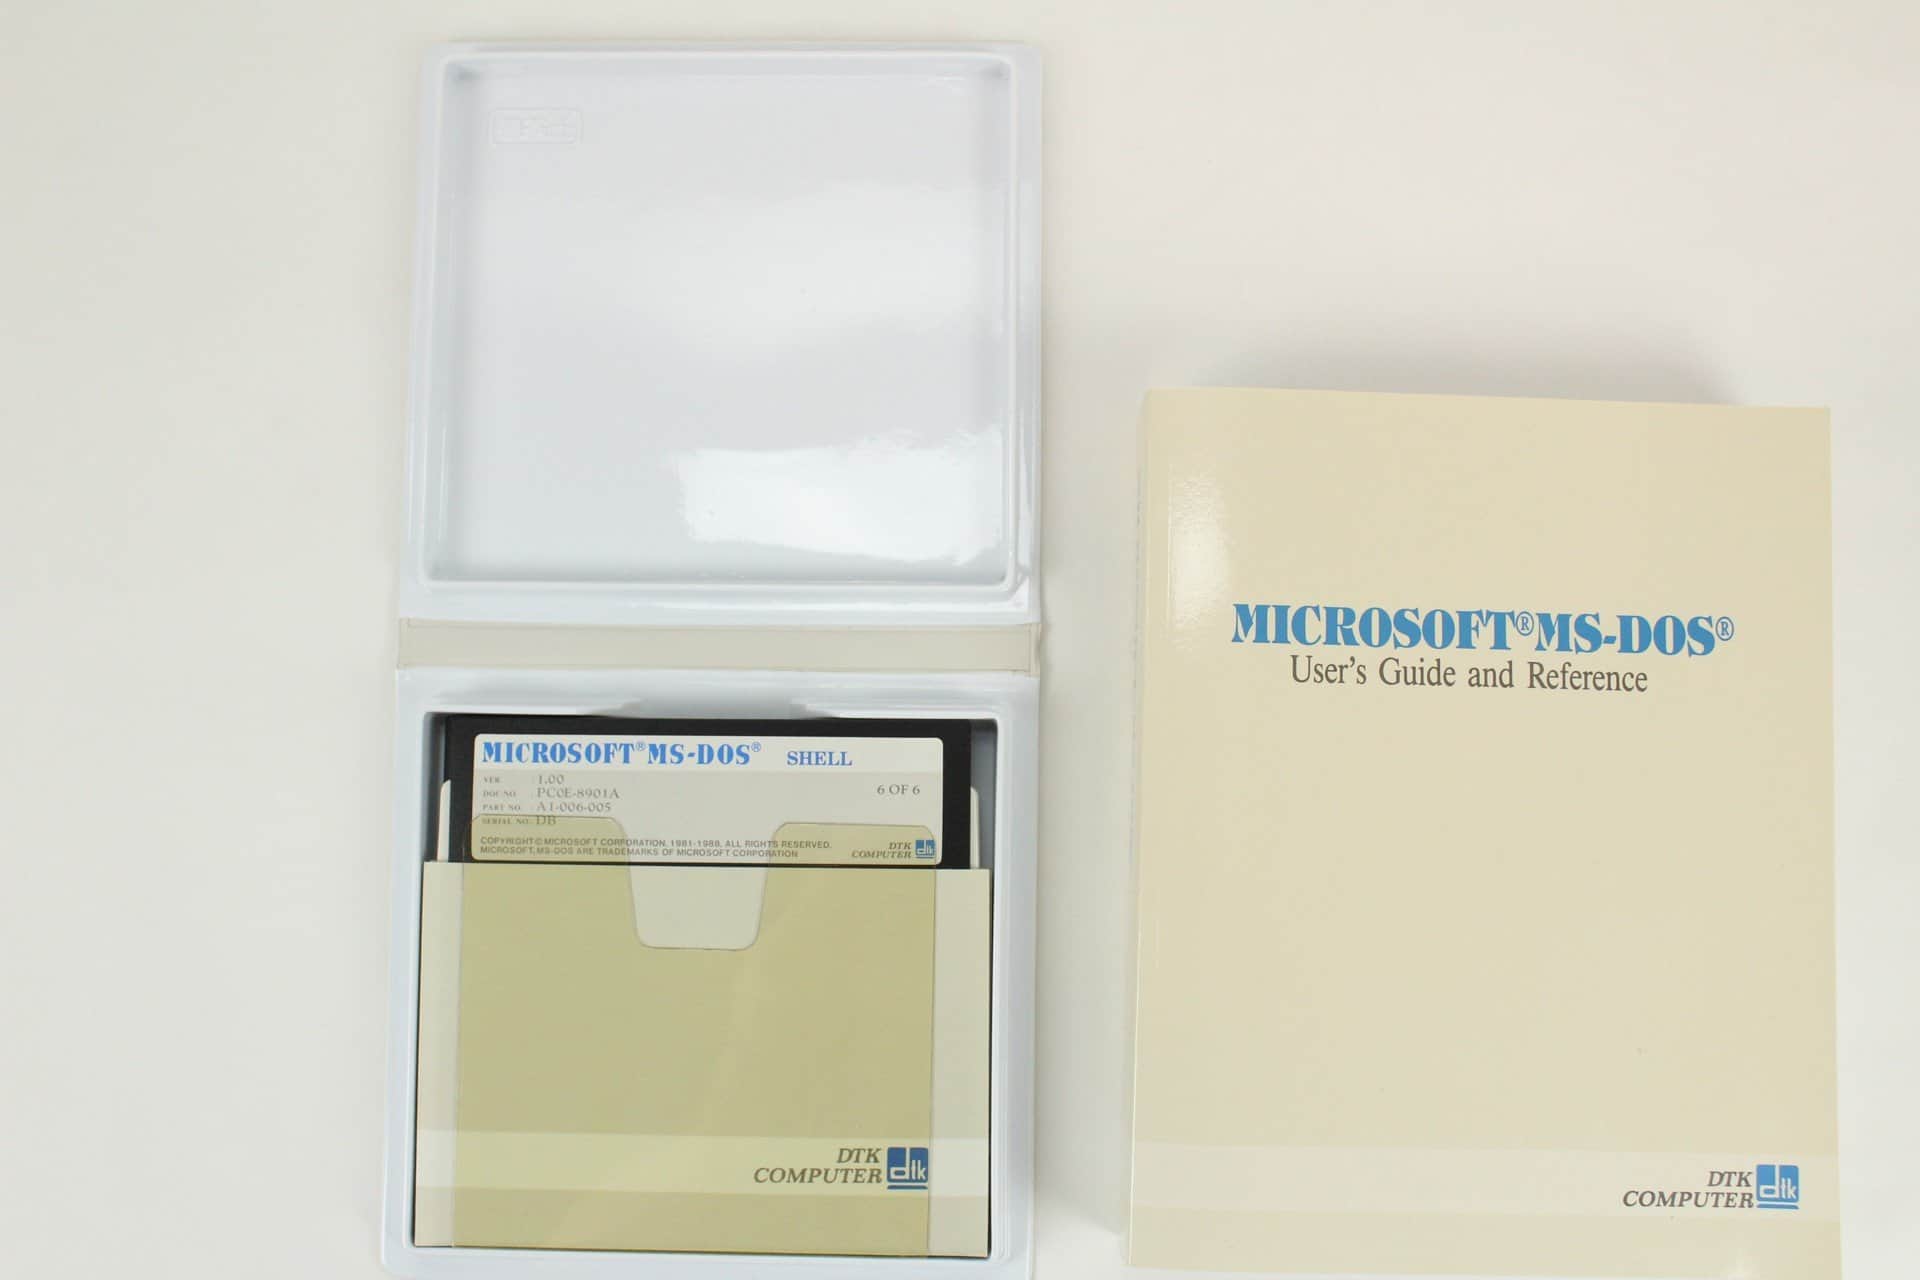 MICROSOFT® MS-DOS® SHELL
VER. : 1.00
DOC NO. : PC0E-8901A
6 OF 6
PART NO. : A1-006-005
SERIAL NO: DB
COPYRIGHT © MICROSOFT CORPORATION, 1981-1988, ALL RIGHTS RESERVED.
MICROSOFT, MS-DOS ARE TRADEMARKS OF MICROSOFT CORPORATION
DTK
COMPUTER dtk
DTK
COMPUTER dtk
MICROSOFT® MS-DOS®
User's Guide and Reference
DTK
COMPUTER dtk